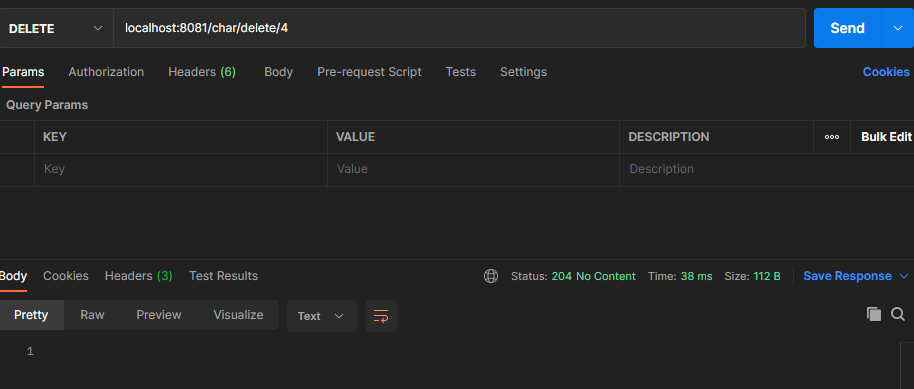 DELETE localhost:8081/char/delete/4 Send
Params Authorization Headers (6) Body Pre-request Script Tests Settings Cookies
Query Params
KEY VALUE DESCRIPTION ooo Bulk Edit
Key Value Description
Body Cookies Headers (3) Test Results Status: 204 No Content Time: 38 ms Size: 112 B Save Response
Pretty Raw Preview Visualize Text
1